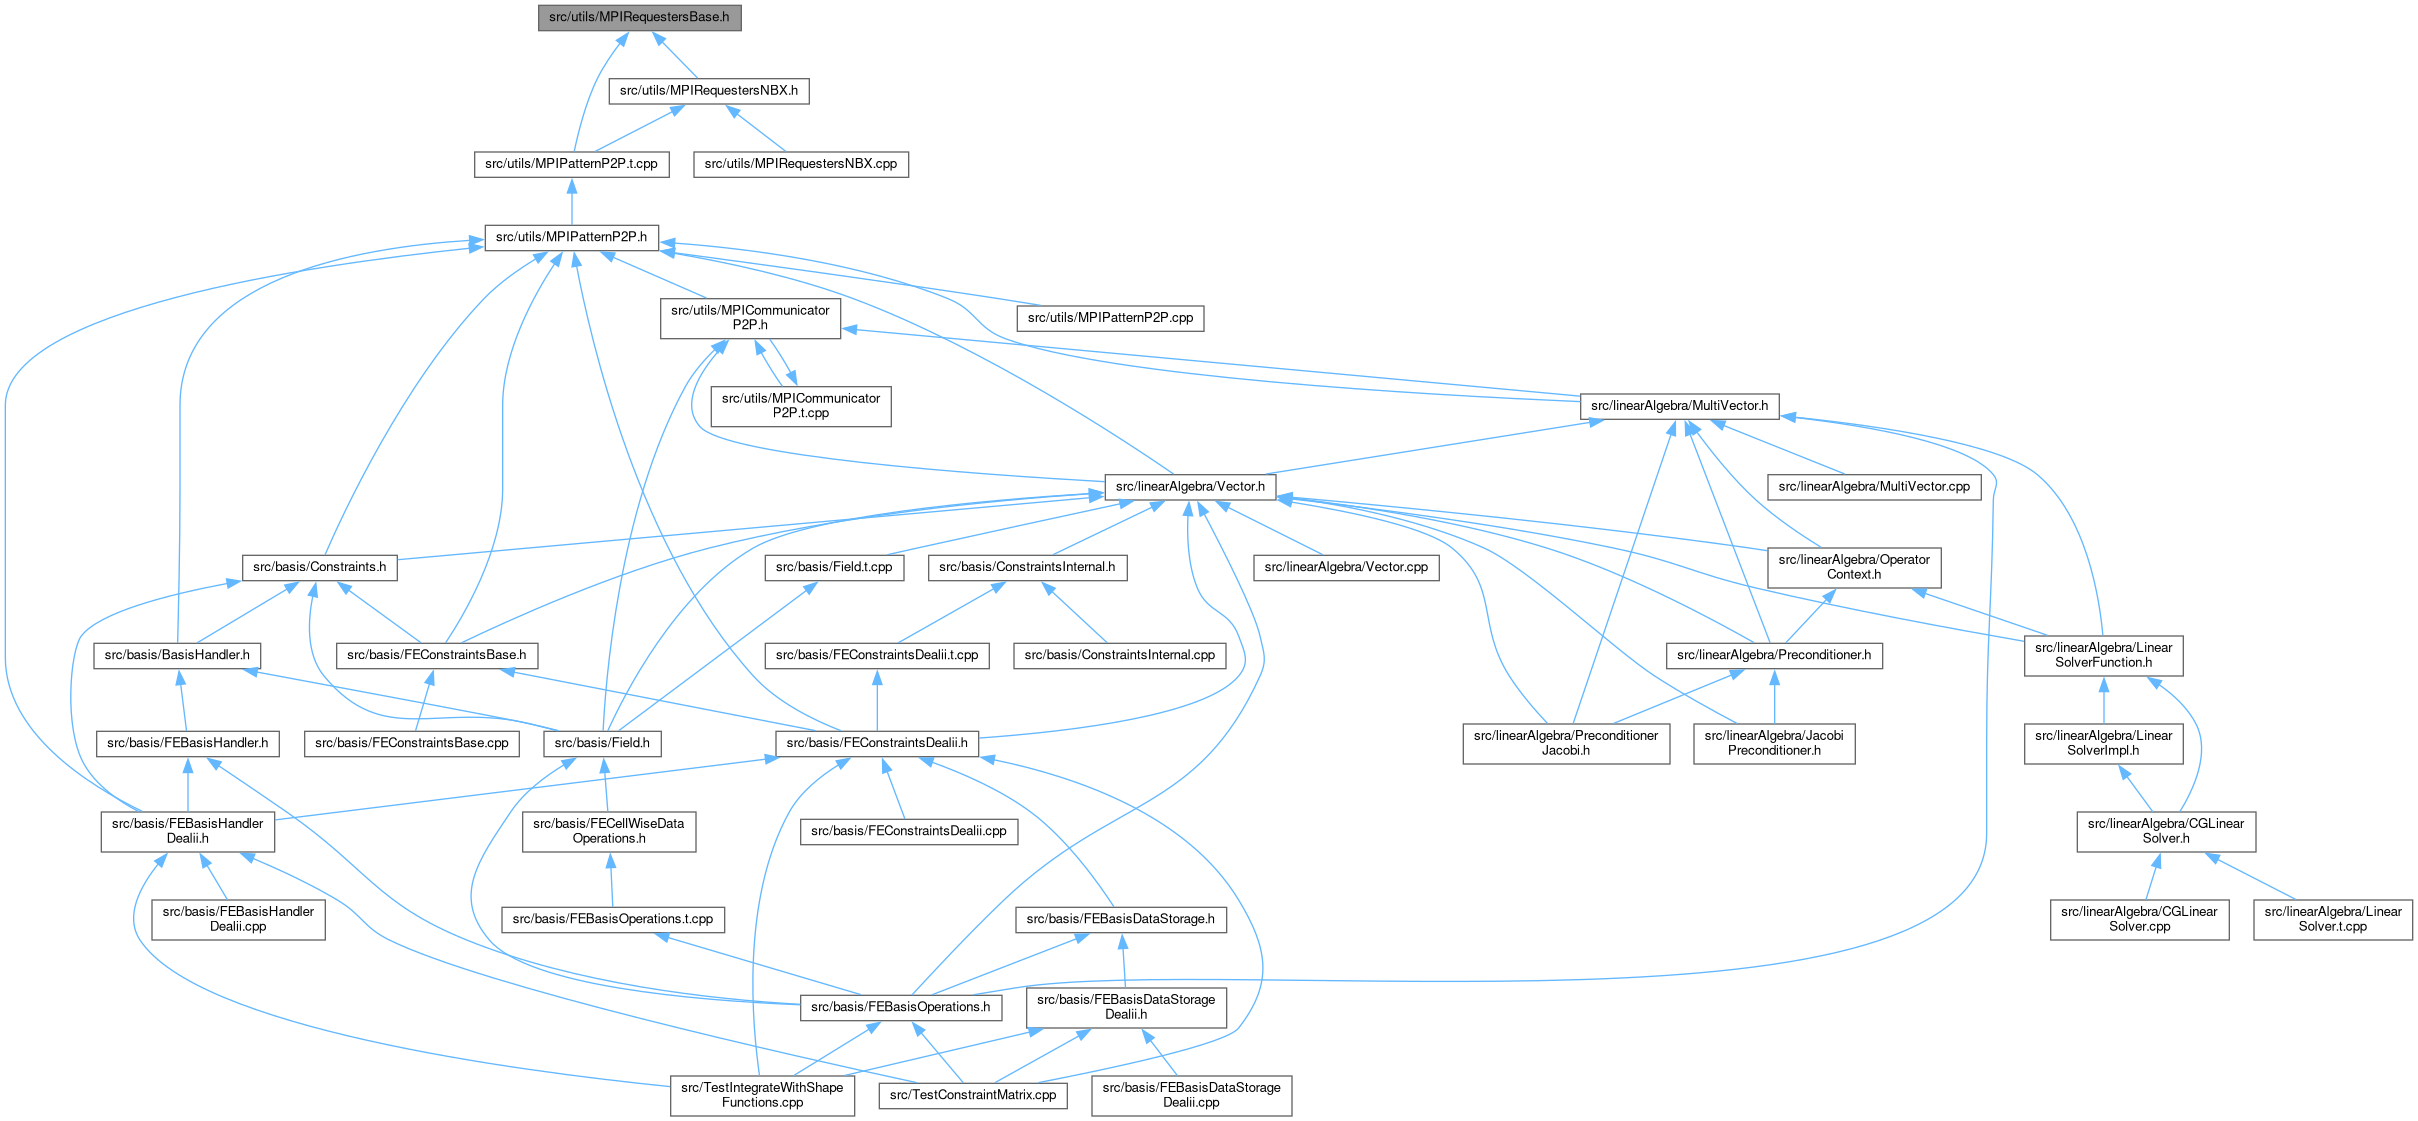 src/utils/MPIRequestersBase.h
src/utils/MPIRequestersNBX.h
src/utils/MPIPatternP2P.t.cpp
src/utils/MPIRequestersNBX.cpp
src/utils/MPIPatternP2P.h
src/utils/MPICommunicator
P2P.h
src/utils/MPIPatternP2P.cpp
src/utils/MPICommunicator
P2P.t.cpp
src/linearAlgebra/MultiVector.h
src/linearAlgebra/Vector.h
src/linearAlgebra/MultiVector.cpp
src/basis/Constraints.h
src/basis/Field.t.cpp
src/basis/ConstraintsInternal.h
src/linearAlgebra/Vector.cpp
src/linearAlgebra/Operator
Context.h
src/basis/BasisHandler.h
src/basis/FEConstraintsBase.h
src/basis/FEConstraintsDealii.t.cpp
src/basis/ConstraintsInternal.cpp
src/linearAlgebra/Preconditioner.h
src/linearAlgebra/Linear
SolverFunction.h
src/basis/FEBasisHandler.h
src/basis/FEConstraintsBase.cpp
src/basis/Field.h
src/basis/FEConstraintsDealii.h
src/linearAlgebra/Preconditioner
Jacobi.h
src/linearAlgebra/Jacobi
Preconditioner.h
src/linearAlgebra/Linear
SolverImpl.h
src/basis/FEBasisHandler
Dealii.h
src/basis/FECellWiseData
Operations.h
src/basis/FEConstraintsDealii.cpp
src/linearAlgebra/CGLinear
Solver.h
src/basis/FEBasisHandler
Dealii.cpp
src/basis/FEBasisOperations.t.cpp
src/basis/FEBasisDataStorage.h
src/linearAlgebra/CGLinear
Solver.cpp
src/linearAlgebra/Linear
Solver.t.cpp
src/basis/FEBasisOperations.h
src/basis/FEBasisDataStorage
Dealii.h
src/TestIntegrateWithShape
Functions.cpp
src/TestConstraintMatrix.cpp
src/basis/FEBasisDataStorage
Dealii.cpp